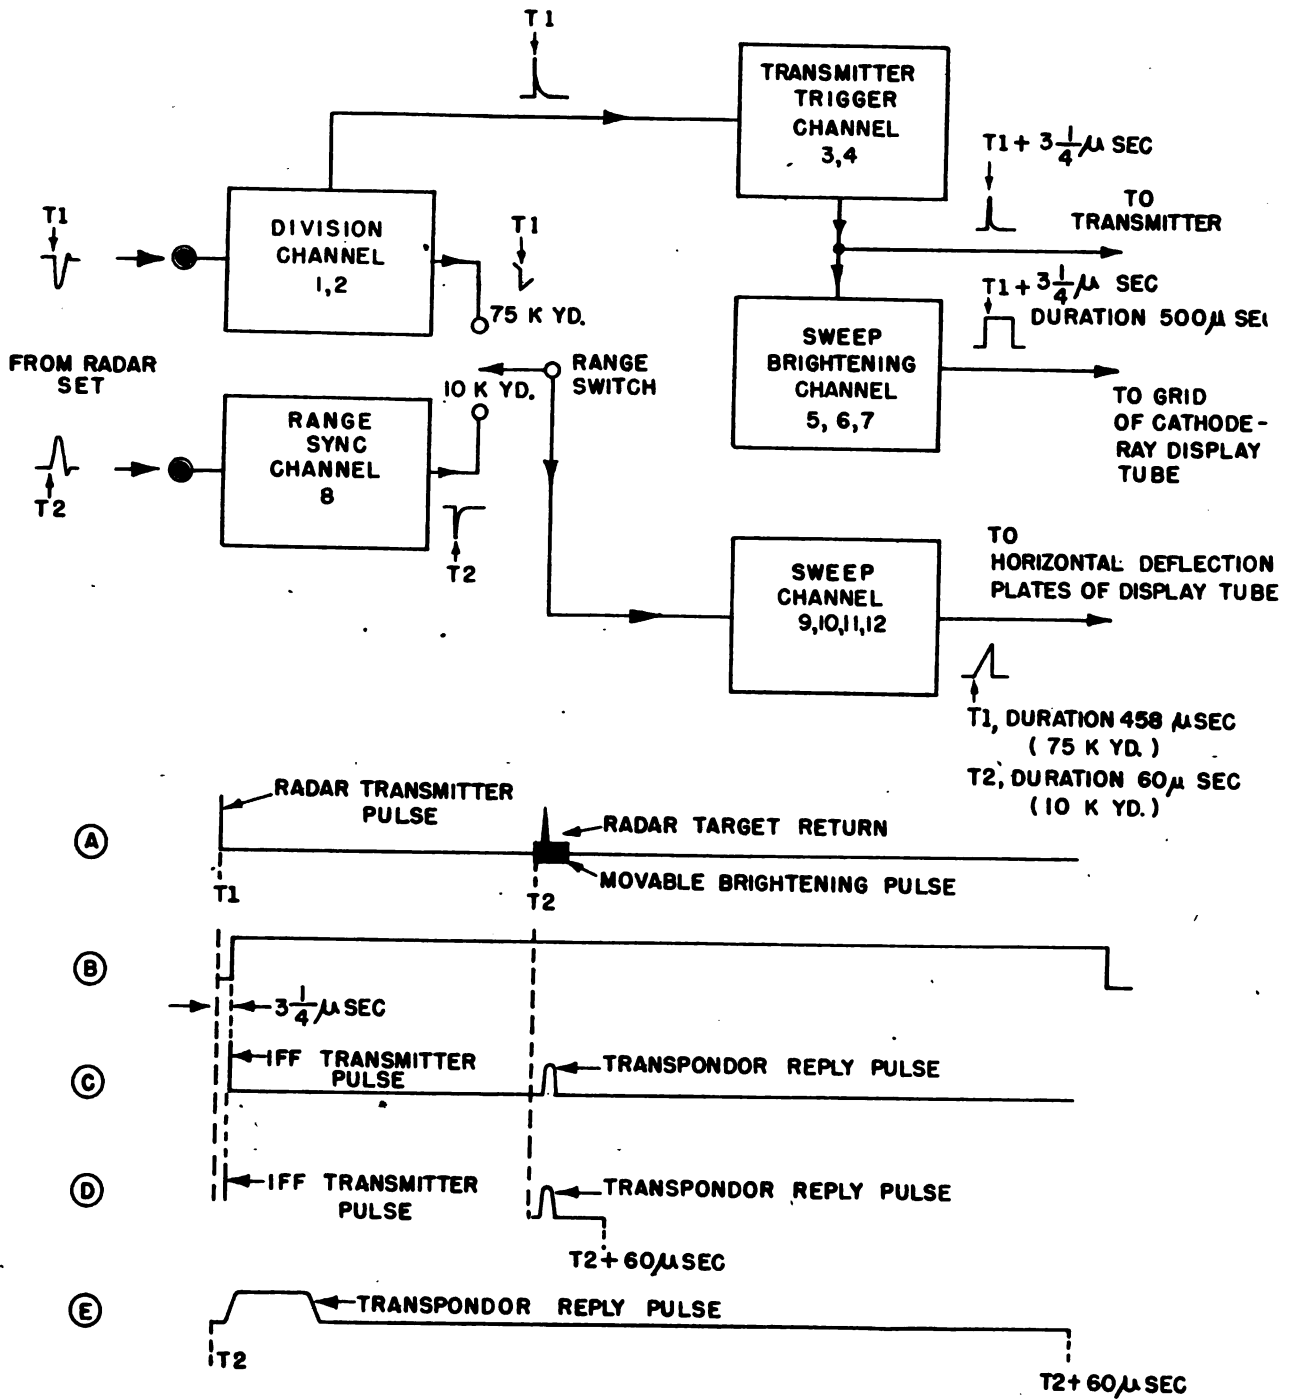 T1
TRANSMITTER
TRIGGER
CHANNEL
3,4
T1 + 3 1/4 μ SEC
TO
TRANSMITTER
T1
DIVISION
CHANNEL
1,2
T1
75 K YD.
T1 + 3 1/4 μ SEC
DURATION 500 μ SE
FROM RADAR
SET
RANGE
SWITCH
10 K YD.
SWEEP
BRIGHTENING
CHANNEL
5, 6,7
TO GRID
OF CATHODE-
RAY DISPLAY
TUBE
RANGE
SYNC
CHANNEL
8
T2
T2
SWEEP
CHANNEL
9,10,11,12
TO
HORIZONTAL DEFLECTION
PLATES OF DISPLAY TUBE
T1, DURATION 458 μSEC
( 75 K YD. )
T2, DURATION 60μ SEC
(10 K YD.)
A
RADAR TRANSMITTER
PULSE
RADAR TARGET RETURN
MOVABLE BRIGHTENING PULSE
T1
T2
B
3 1/4 μ SEC
C
IFF TRANSMITTER
PULSE
TRANSPONDOR REPLY PULSE
D
IFF TRANSMITTER
PULSE
TRANSPONDOR REPLY PULSE
T2+ 60μ SEC
E
TRANSPONDOR REPLY PULSE
T2
T2+ 60μ SEC